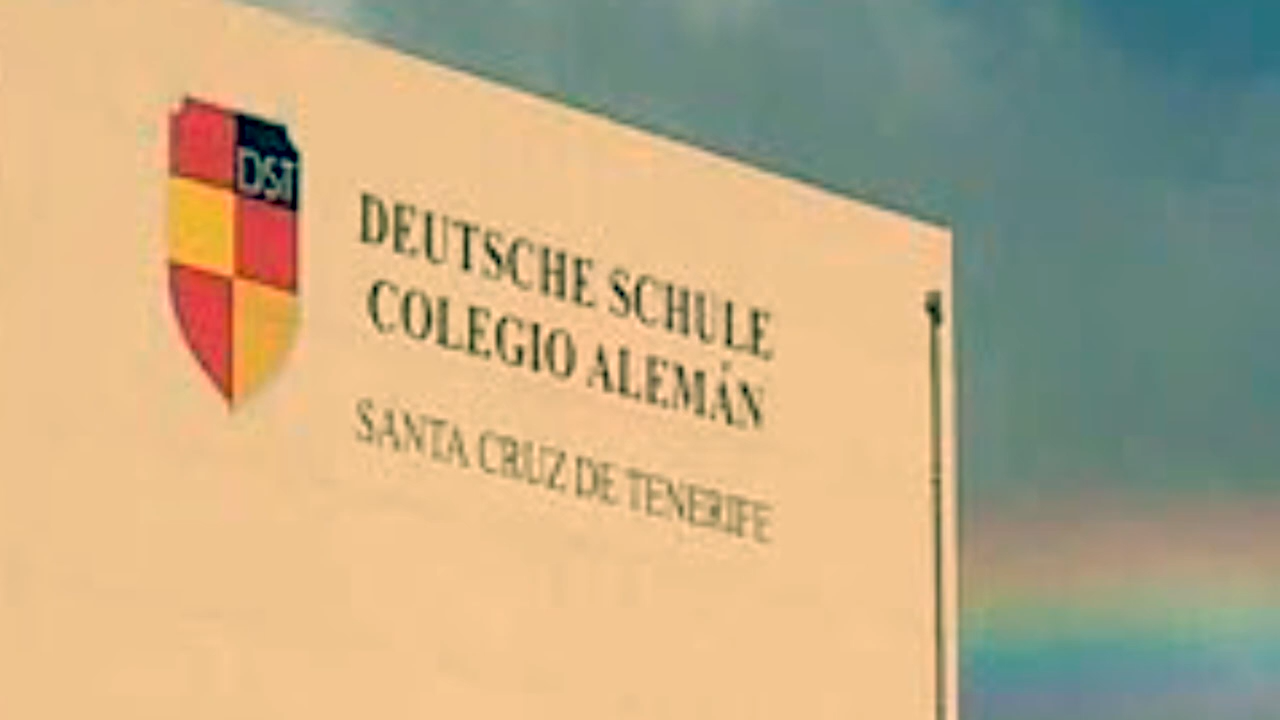 DST
DEUTSCHE SCHULE
COLEGIO ALEMÁN
SANTA CRUZ DE TENERIFE